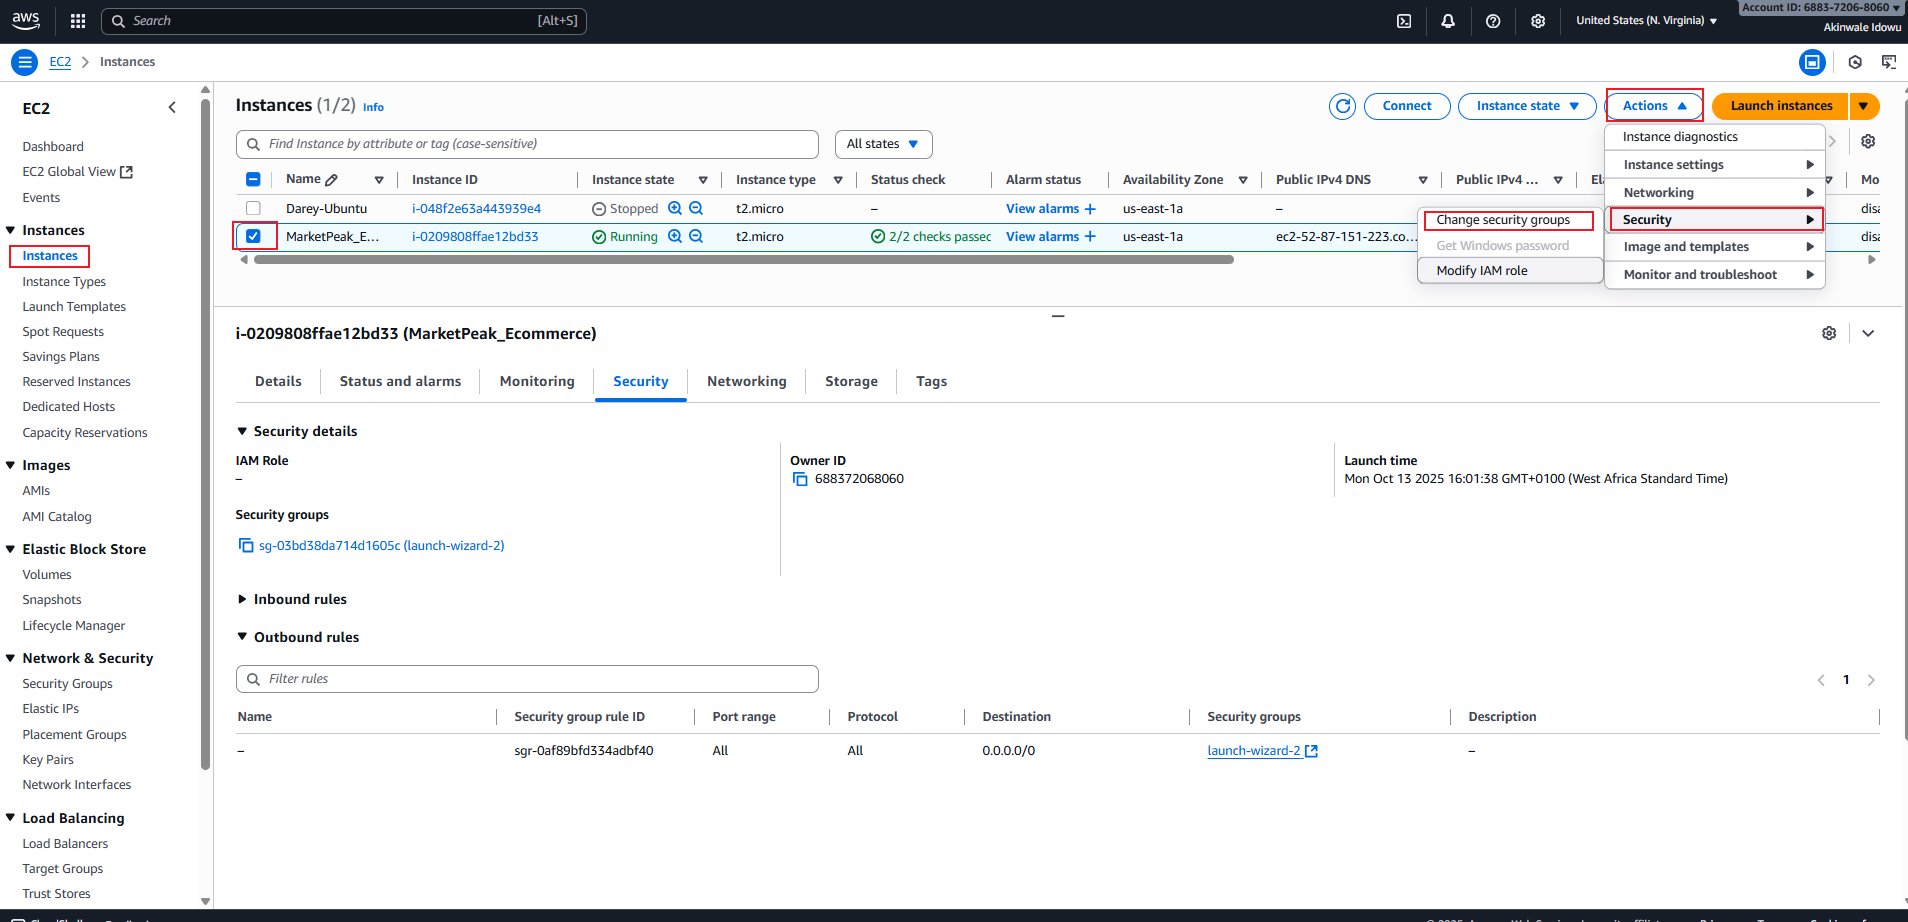 aws
Search
[Alt+S]
United States (N. Virginia)
Account ID: 6883-7206-8060
Akinwale Idowu
EC2
Instances
EC2
Dashboard
EC2 Global View
Events
Instances
Instances
Instance Types
Launch Templates
Spot Requests
Savings Plans
Reserved Instances
Dedicated Hosts
Capacity Reservations
Images
AMIs
AMI Catalog
Elastic Block Store
Volumes
Snapshots
Lifecycle Manager
Network & Security
Security Groups
Elastic IPs
Placement Groups
Key Pairs
Network Interfaces
Load Balancing
Load Balancers
Target Groups
Trust Stores
Instances (1/2) Info
Connect
Instance state
Actions
Launch instances
Find Instance by attribute or tag (case-sensitive)
All states
Instance diagnostics
Instance settings
Networking
Security
Image and templates
Monitor and troubleshoot
Change security groups
Get Windows password
Modify IAM role
Name Instance ID Instance state Instance type Status check Alarm status Availability Zone Public IPv4 DNS Public IPv4 ... Ela Mo
Darey-Ubuntu i-048f2e63a443939e4 Stopped t2.micro – View alarms + us-east-1a – disa
MarketPeak_E... i-0209808ffae12bd33 Running t2.micro 2/2 checks passec View alarms + us-east-1a ec2-52-87-151-223.co... disa
i-0209808ffae12bd33 (MarketPeak_Ecommerce)
Details Status and alarms Monitoring Security Networking Storage Tags
Security details
IAM Role
–
Owner ID
688372068060
Launch time
Mon Oct 13 2025 16:01:38 GMT+0100 (West Africa Standard Time)
Security groups
sg-03bd38da714d1605c (launch-wizard-2)
Inbound rules
Outbound rules
Filter rules
1
Name Security group rule ID Port range Protocol Destination Security groups Description
– sgr-0af89bfd334adbf40 All All 0.0.0.0/0 launch-wizard-2 –